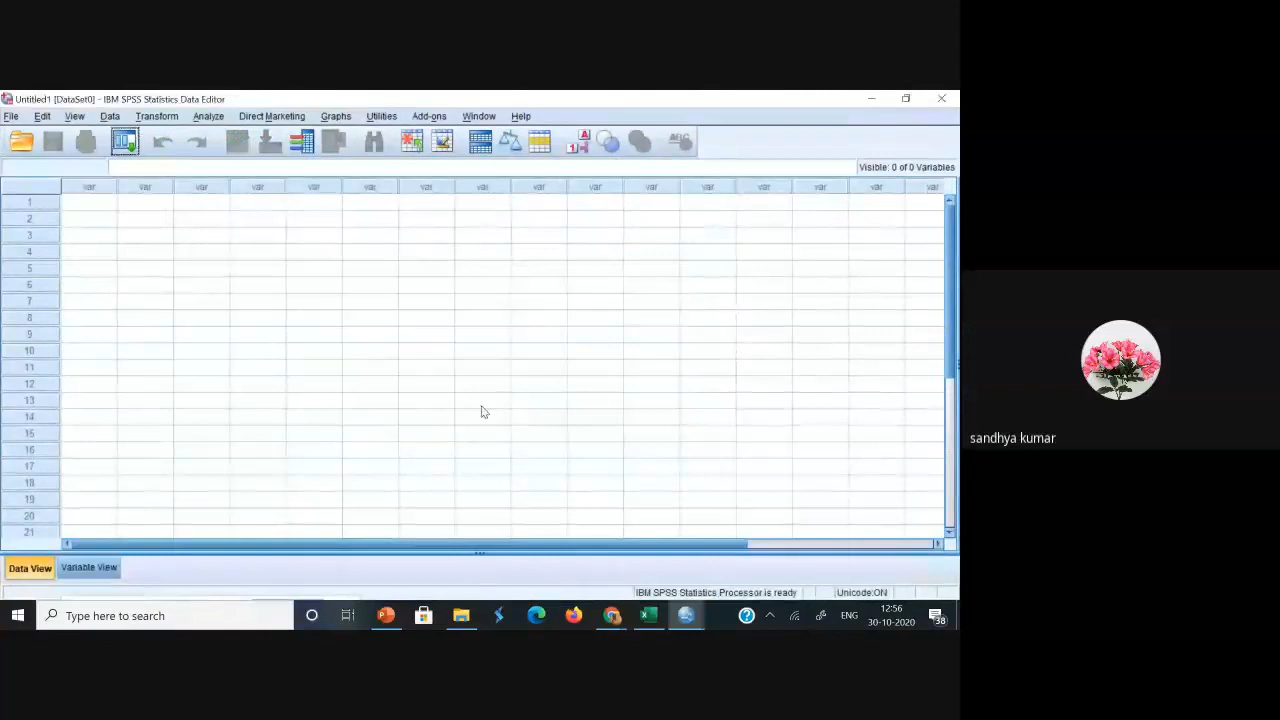 Untitled1 [DataSet0] - IBM SPSS Statistics Data Editor
File Edit View Data Transform Analyze Direct Marketing Graphs Utilities Add-ons Window Help
Visible: 0 of 0 Variables
var var var var var var var var var var var var var var var var
1
2
3
4
5
6
7
8
9
10
11
12
13
14
15
16
17
18
19
20
21
sandhya kumar
Data View Variable View
IBM SPSS Statistics Processor is ready Unicode:ON
Type here to search
ENG
12:56
30-10-2020
38